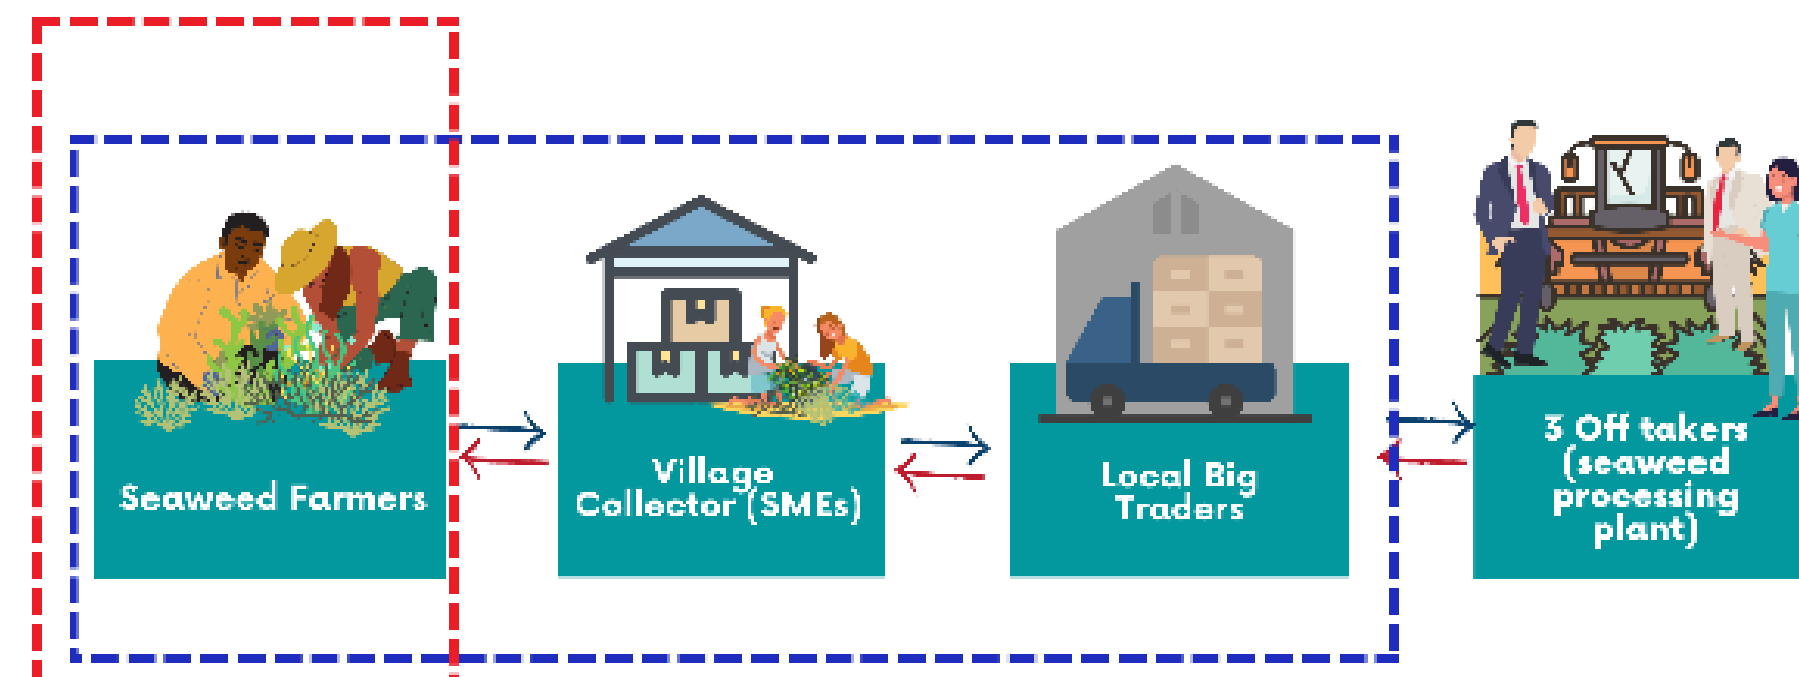 Seaweed Farmers
Village
Collector (SMEs)
Local Big
Traders
3 Off takers
(seaweed
processing
plant)